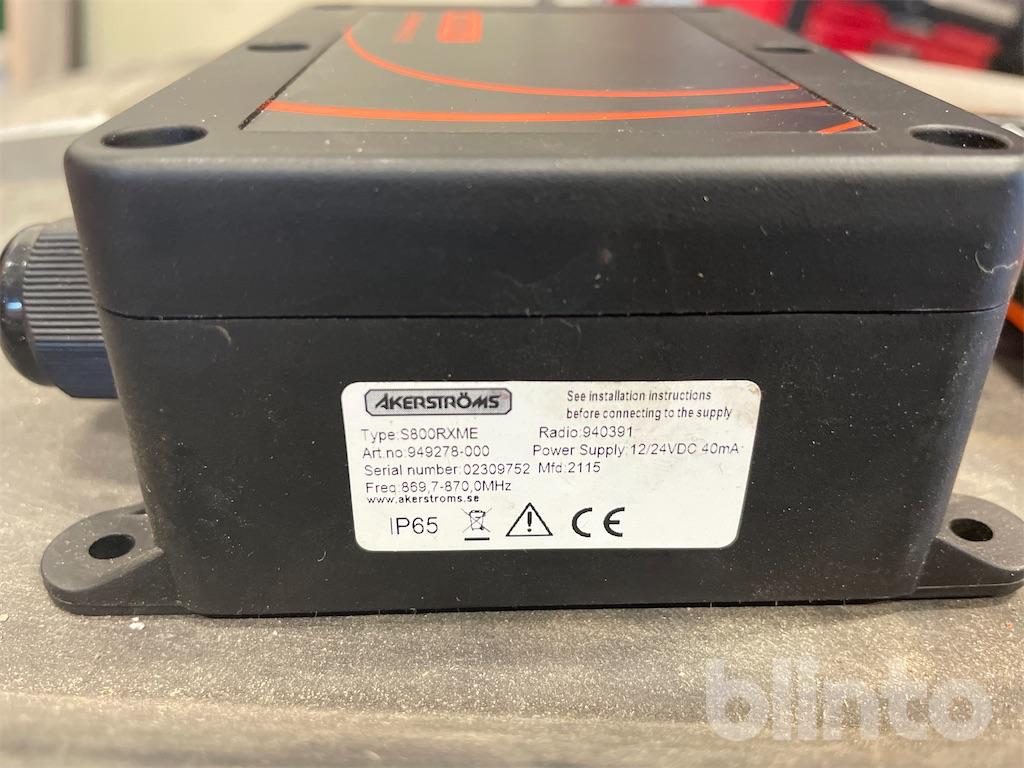 ÅKERSTRÖMS
See installation instructions
before connecting to the supply
Type:S800RXME
Radio:940391
Art.no:949278-000
Power Supply:12/24VDC 40mA
Serial number:02309752 Mfd:2115
Freq:869,7-870,0MHz
www.akerstroms.se
IP65 CE
blinto